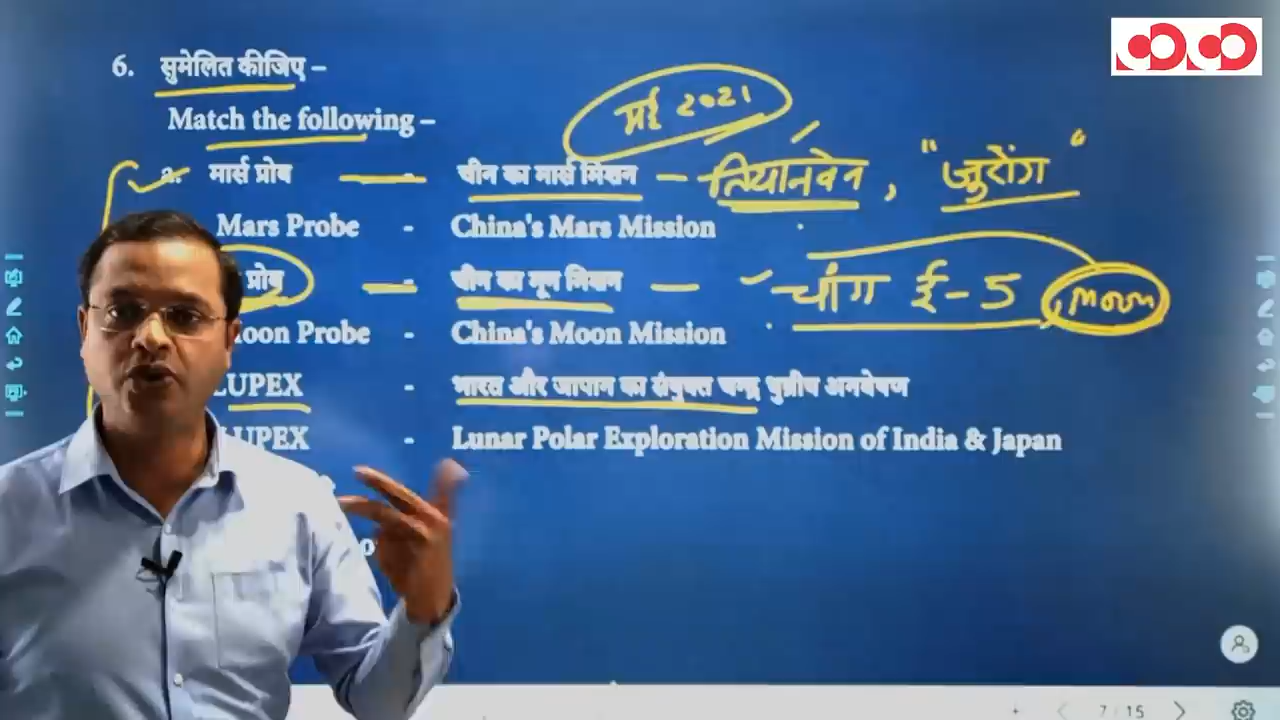 6. सुमेलित कीजिए –
Match the following –
मई 2021
a. मार्स प्रोब - चीन का मार्स मिशन – तियानवेन, "जुरोंग"
Mars Probe - China's Mars Mission
प्रोब - चीन का मून मिशन – चांग ई-5 Moon
oon Probe - China's Moon Mission
LUPEX - भारत और जापान का संयुक्त चन्द्र ध्रुवीय अन्वेषण
LUPEX - Lunar Polar Exploration Mission of India & Japan
7 / 15